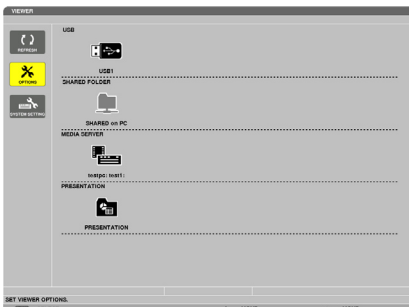 VIEWER
REFRESH
OPTIONS
SYSTEM SETTING
USB
USB1
SHARED FOLDER
SHARED on PC
MEDIA SERVER
testpc: test1:
PRESENTATION
PRESENTATION
SET VIEWER OPTIONS.